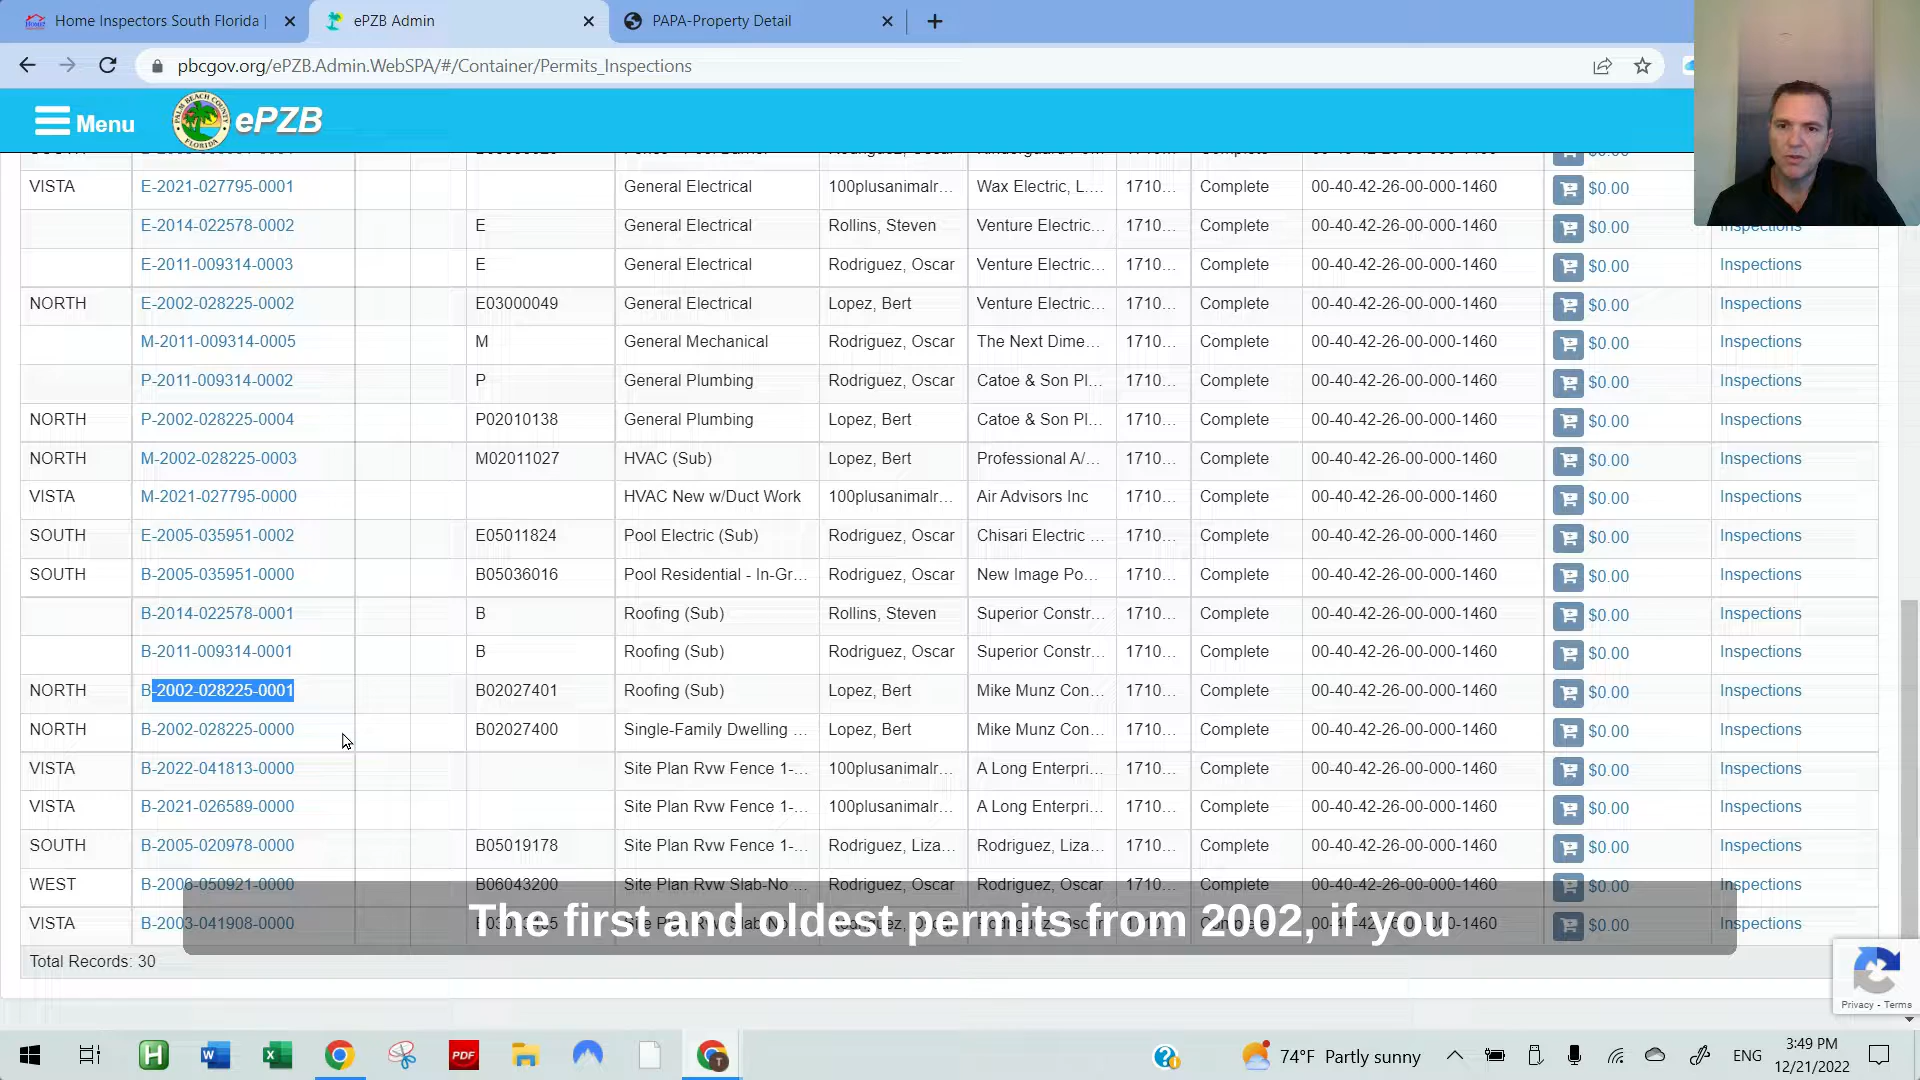 Home Inspectors South Florida |
ePZB Admin
PAPA-Property Detail
pbcgov.org/ePZB.Admin.WebSPA/#/Container/Permits_Inspections
Menu
ePZB
VISTA E-2021-027795-0001 General Electrical 100plusanimalr... Wax Electric, L.... 1710... Complete 00-40-42-26-00-000-1460 $0.00
E-2014-022578-0002 E General Electrical Rollins, Steven Venture Electric... 1710... Complete 00-40-42-26-00-000-1460 $0.00 Inspections
E-2011-009314-0003 E General Electrical Rodriguez, Oscar Venture Electric... 1710... Complete 00-40-42-26-00-000-1460 $0.00 Inspections
NORTH E-2002-028225-0002 E03000049 General Electrical Lopez, Bert Venture Electric... 1710... Complete 00-40-42-26-00-000-1460 $0.00 Inspections
M-2011-009314-0005 M General Mechanical Rodriguez, Oscar The Next Dime... 1710... Complete 00-40-42-26-00-000-1460 $0.00 Inspections
P-2011-009314-0002 P General Plumbing Rodriguez, Oscar Catoe & Son Pl... 1710... Complete 00-40-42-26-00-000-1460 $0.00 Inspections
NORTH P-2002-028225-0004 P02010138 General Plumbing Lopez, Bert Catoe & Son Pl... 1710... Complete 00-40-42-26-00-000-1460 $0.00 Inspections
NORTH M-2002-028225-0003 M02011027 HVAC (Sub) Lopez, Bert Professional A/... 1710... Complete 00-40-42-26-00-000-1460 $0.00 Inspections
VISTA M-2021-027795-0000 HVAC New w/Duct Work 100plusanimalr... Air Advisors Inc 1710... Complete 00-40-42-26-00-000-1460 $0.00 Inspections
SOUTH E-2005-035951-0002 E05011824 Pool Electric (Sub) Rodriguez, Oscar Chisari Electric ... 1710... Complete 00-40-42-26-00-000-1460 $0.00 Inspections
SOUTH B-2005-035951-0000 B05036016 Pool Residential - In-Gr... Rodriguez, Oscar New Image Po... 1710... Complete 00-40-42-26-00-000-1460 $0.00 Inspections
B-2014-022578-0001 B Roofing (Sub) Rollins, Steven Superior Constr... 1710... Complete 00-40-42-26-00-000-1460 $0.00 Inspections
B-2011-009314-0001 B Roofing (Sub) Rodriguez, Oscar Superior Constr... 1710... Complete 00-40-42-26-00-000-1460 $0.00 Inspections
NORTH B-2002-028225-0001 B02027401 Roofing (Sub) Lopez, Bert Mike Munz Con... 1710... Complete 00-40-42-26-00-000-1460 $0.00 Inspections
NORTH B-2002-028225-0000 B02027400 Single-Family Dwelling ... Lopez, Bert Mike Munz Con... 1710... Complete 00-40-42-26-00-000-1460 $0.00 Inspections
VISTA B-2022-041813-0000 Site Plan Rvw Fence 1-... 100plusanimalr... A Long Enterpri... 1710... Complete 00-40-42-26-00-000-1460 $0.00 Inspections
VISTA B-2021-026589-0000 Site Plan Rvw Fence 1-... 100plusanimalr... A Long Enterpri... 1710... Complete 00-40-42-26-00-000-1460 $0.00 Inspections
SOUTH B-2005-020978-0000 B05019178 Site Plan Rvw Fence 1-... Rodriguez, Liza... Rodriguez, Liza... 1710... Complete 00-40-42-26-00-000-1460 $0.00 Inspections
WEST B-2006-050921-0000 B06043200 Site Plan Rvw Slab-No ... Rodriguez, Oscar Rodriguez, Oscar 1710... Complete 00-40-42-26-00-000-1460 $0.00 Inspections
VISTA B-2003-041908-0000 00-40-42-26-00-000-1460 $0.00 Inspections
The first and oldest permits from 2002, if you
Total Records: 30
Privacy - Terms
74°F Partly sunny
ENG
3:49 PM
12/21/2022